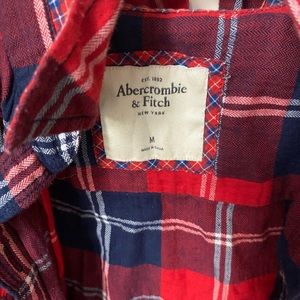 EST. 1892
Abercrombie
& Fitch
NEW YORK
M